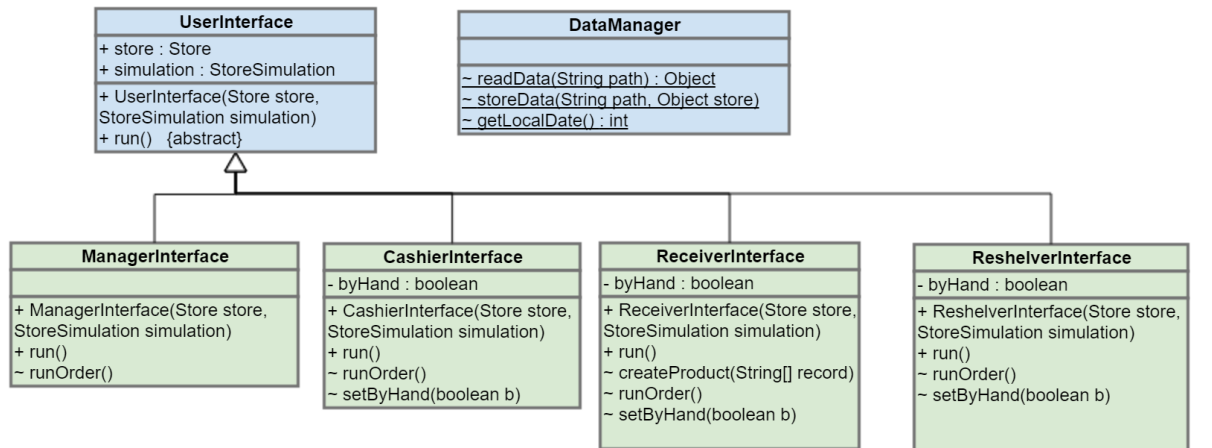 UserInterface
+ store : Store
+ simulation : StoreSimulation
+ UserInterface(Store store,
StoreSimulation simulation)
+ run()   {abstract}
DataManager
~ readData(String path) : Object
~ storeData(String path, Object store)
~ getLocalDate() : int
ManagerInterface
+ ManagerInterface(Store store,
StoreSimulation simulation)
+ run()
~ runOrder()
CashierInterface
- byHand : boolean
+ CashierInterface(Store store,
StoreSimulation simulation)
+ run()
~ runOrder()
~ setByHand(boolean b)
ReceiverInterface
- byHand : boolean
+ ReceiverInterface(Store store,
StoreSimulation simulation)
+ run()
~ createProduct(String[] record)
~ runOrder()
~ setByHand(boolean b)
ReshelverInterface
- byHand : boolean
+ ReshelverInterface(Store store,
StoreSimulation simulation)
+ run()
~ runOrder()
~ setByHand(boolean b)